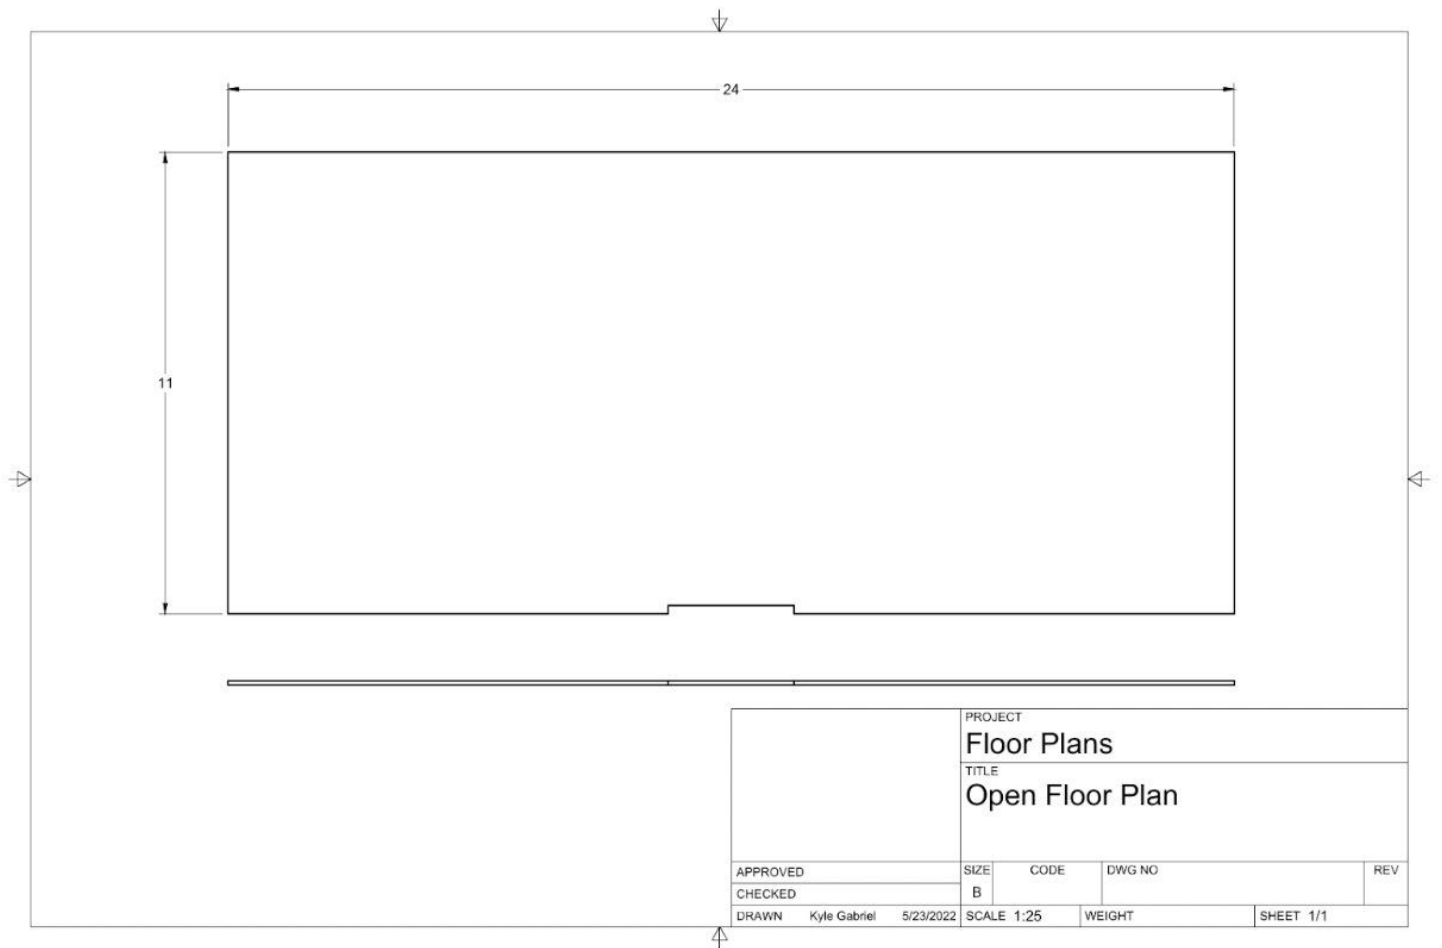 24
11
PROJECT
Floor Plans
TITLE
Open Floor Plan
APPROVED
SIZE CODE DWG NO REV
CHECKED B
DRAWN Kyle Gabriel 5/23/2022 SCALE 1:25 WEIGHT SHEET 1/1